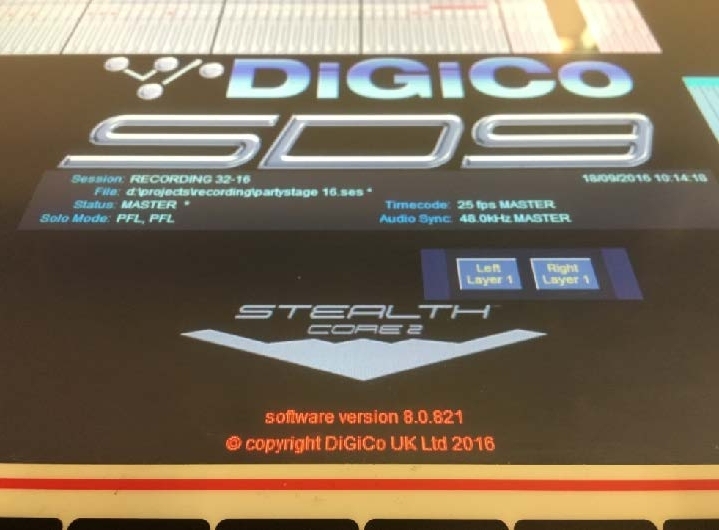 DiGiCo
SD9
Session: RECORDING 32-16
18/09/2016 10:14:18
File: d:\projects\recording\partystage 16.ses *
Status: MASTER *
Timecode: 25 fps MASTER
Solo Mode: PFL, PFL
Audio Sync: 48.0kHz MASTER
Left Layer 1
Right Layer 1
STEALTH™
CORE 2
software version 8.0.821
© copyright DiGiCo UK Ltd 2016